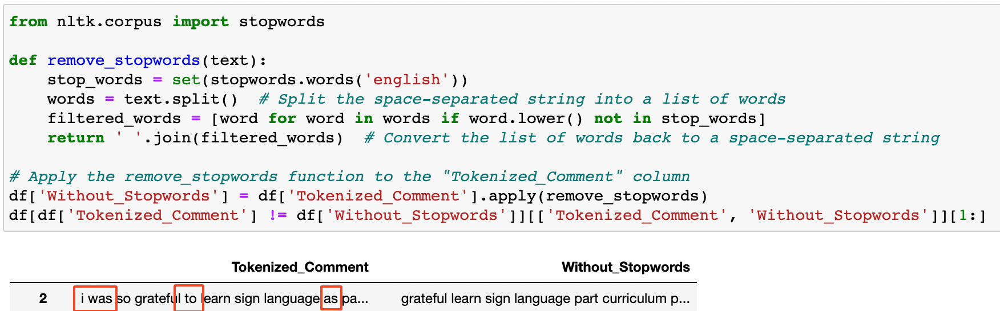 from nltk.corpus import stopwords
def remove_stopwords(text):
    stop_words = set(stopwords.words('english'))
    words = text.split()  # Split the space-separated string into a list of words
    filtered_words = [word for word in words if word.lower() not in stop_words]
    return ' '.join(filtered_words)  # Convert the list of words back to a space-separated string
# Apply the remove_stopwords function to the "Tokenized_Comment" column
df['Without_Stopwords'] = df['Tokenized_Comment'].apply(remove_stopwords)
df[df['Tokenized_Comment'] != df['Without_Stopwords']][['Tokenized_Comment', 'Without_Stopwords']][1:]
Tokenized_Comment Without_Stopwords
2 i was so grateful to learn sign language as pa... grateful learn sign language part curriculum p...